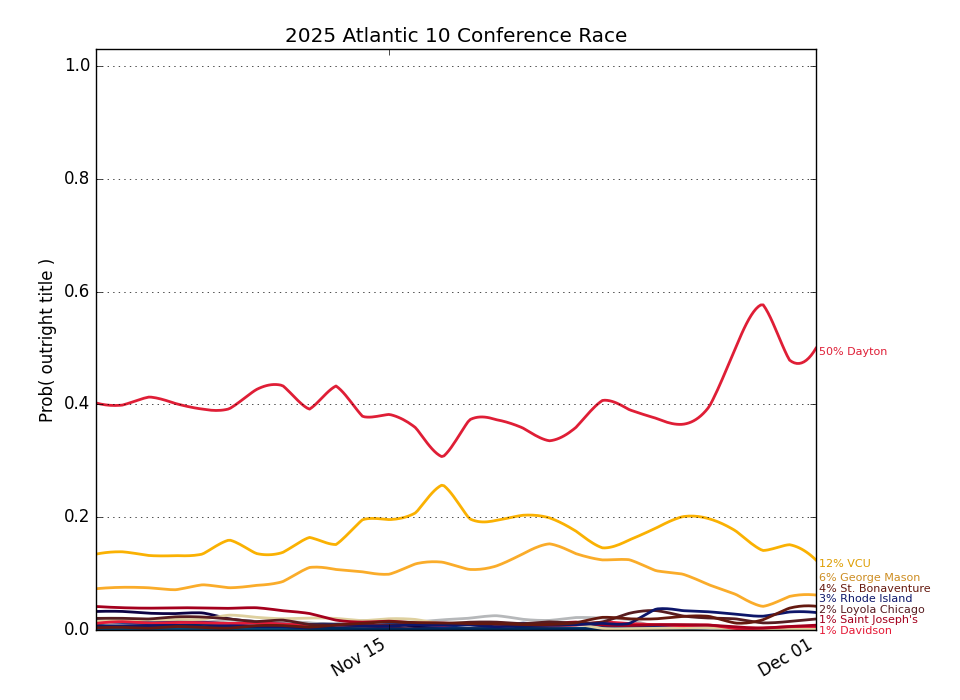 2025 Atlantic 10 Conference Race
Prob( outright title )
1.0
0.8
0.6
0.4
0.2
0.0
Nov 15
Dec 01
50% Dayton
12% VCU
6% George Mason
4% St. Bonaventure
3% Rhode Island
2% Loyola Chicago
1% Saint Joseph's
1% Davidson